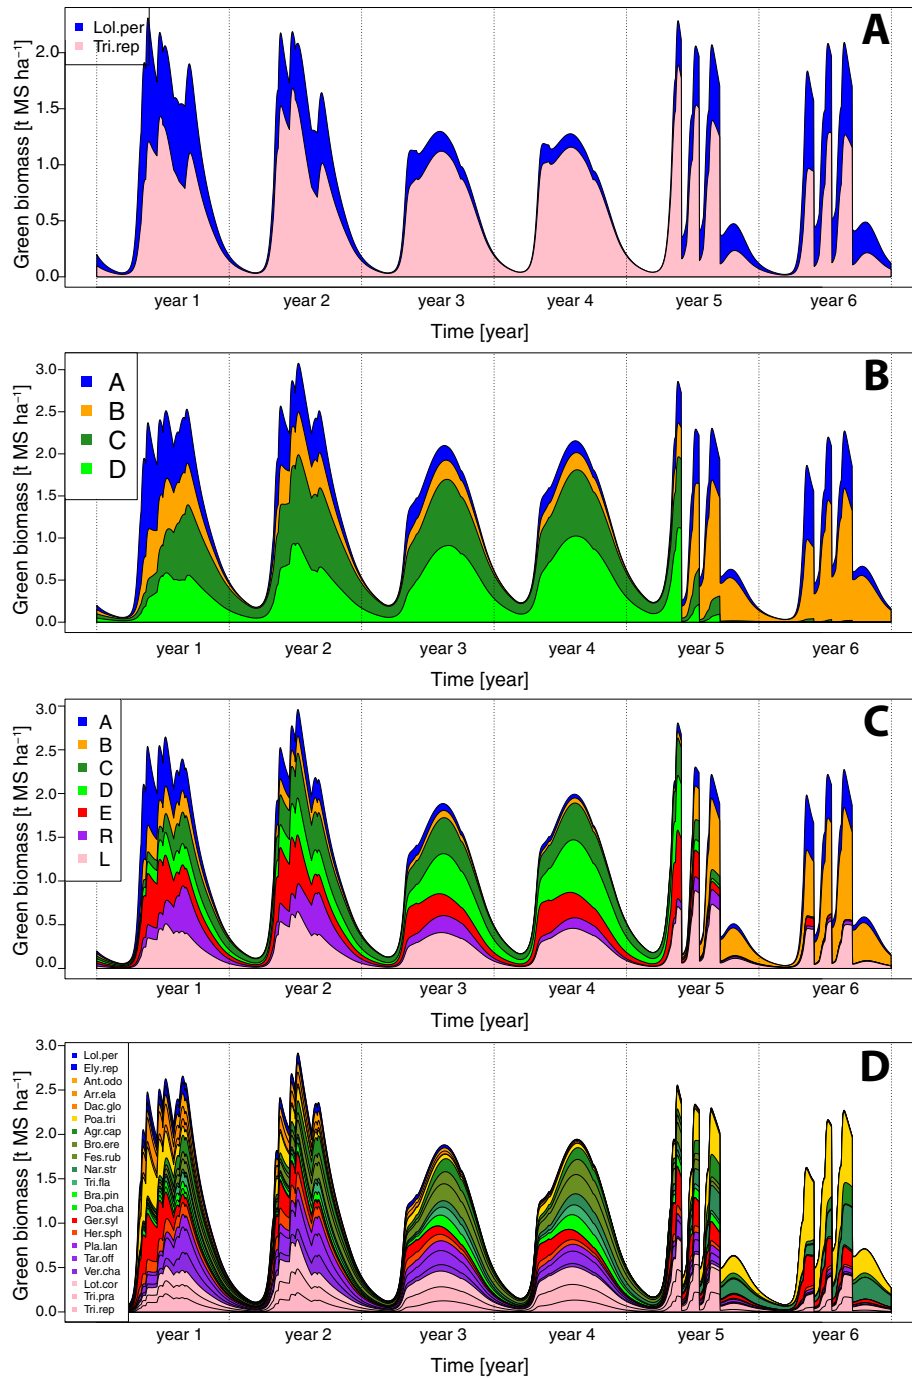 A
Lol.per
Tri.rep
Green biomass [t MS ha⁻¹]
2.0
1.5
1.0
0.5
0.0
year 1 year 2 year 3 year 4 year 5 year 6
Time [year]
B
A
B
C
D
Green biomass [t MS ha⁻¹]
3.0
2.5
2.0
1.5
1.0
0.5
0.0
year 1 year 2 year 3 year 4 year 5 year 6
Time [year]
C
A
B
C
D
E
R
L
Green biomass [t MS ha⁻¹]
3.0
2.5
2.0
1.5
1.0
0.5
0.0
year 1 year 2 year 3 year 4 year 5 year 6
Time [year]
D
Lol.per
Ely.rep
Ant.odo
Arr.ela
Dac.glo
Poa.tri
Agr.cap
Bro.ere
Fes.rub
Nar.str
Tri.fla
Bra.pin
Poa.cha
Ger.syl
Her.sph
Pla.lan
Tar.off
Ver.cha
Lot.cor
Tri.pra
Tri.rep
Green biomass [t MS ha⁻¹]
3.0
2.5
2.0
1.5
1.0
0.5
0.0
year 1 year 2 year 3 year 4 year 5 year 6
Time [year]